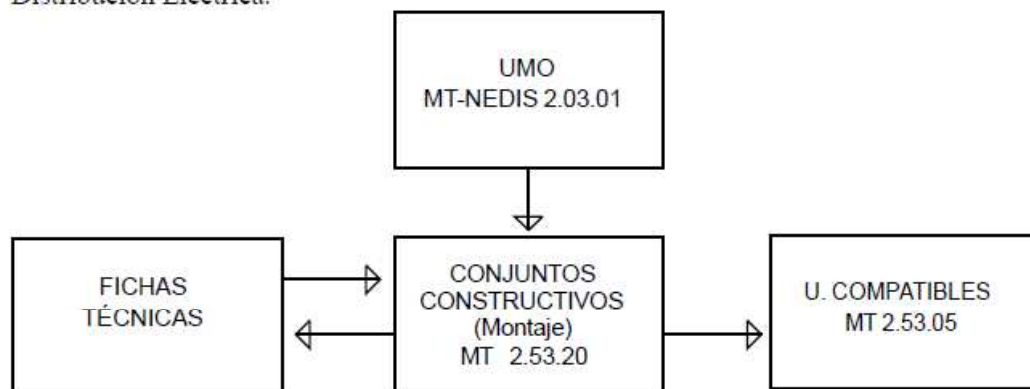 Distribución Eléctrica.
UMO
MT-NEDIS 2.03.01
FICHAS
TÉCNICAS
CONJUNTOS
CONSTRUCTIVOS
(Montaje)
MT 2.53.20
U. COMPATIBLES
MT 2.53.05